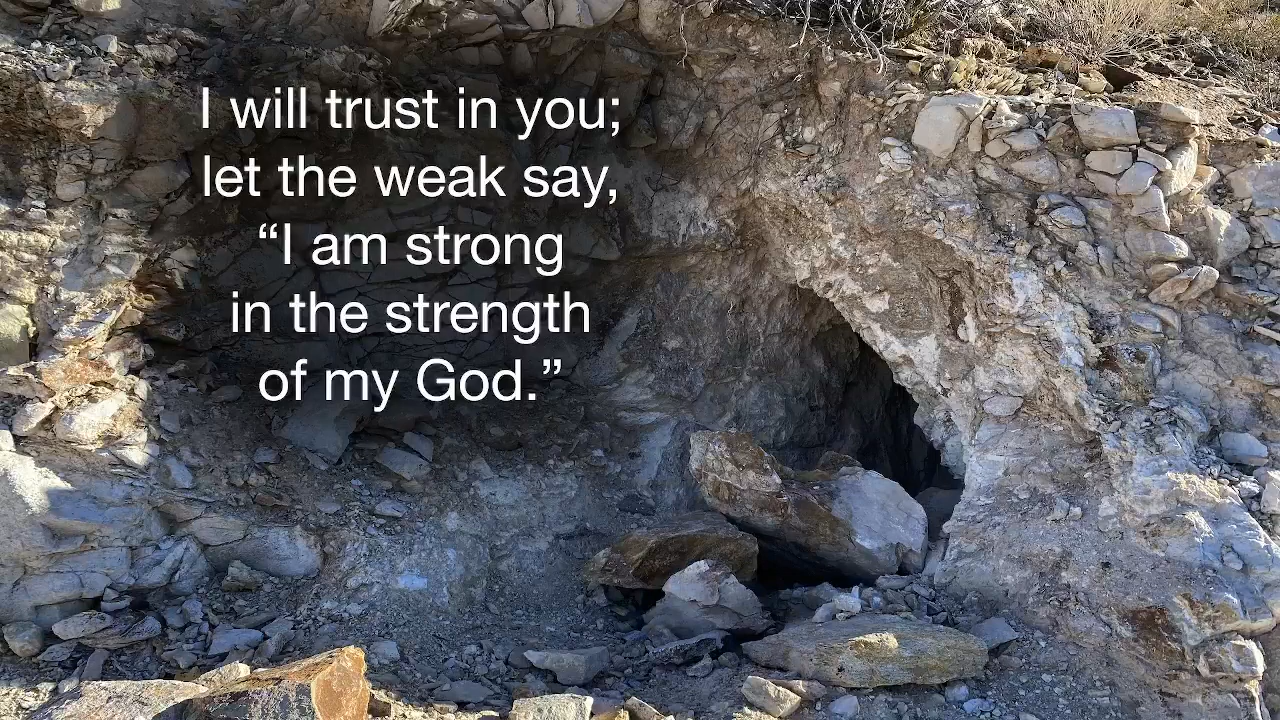 I will trust in you;
let the weak say,
“I am strong
in the strength
of my God.”